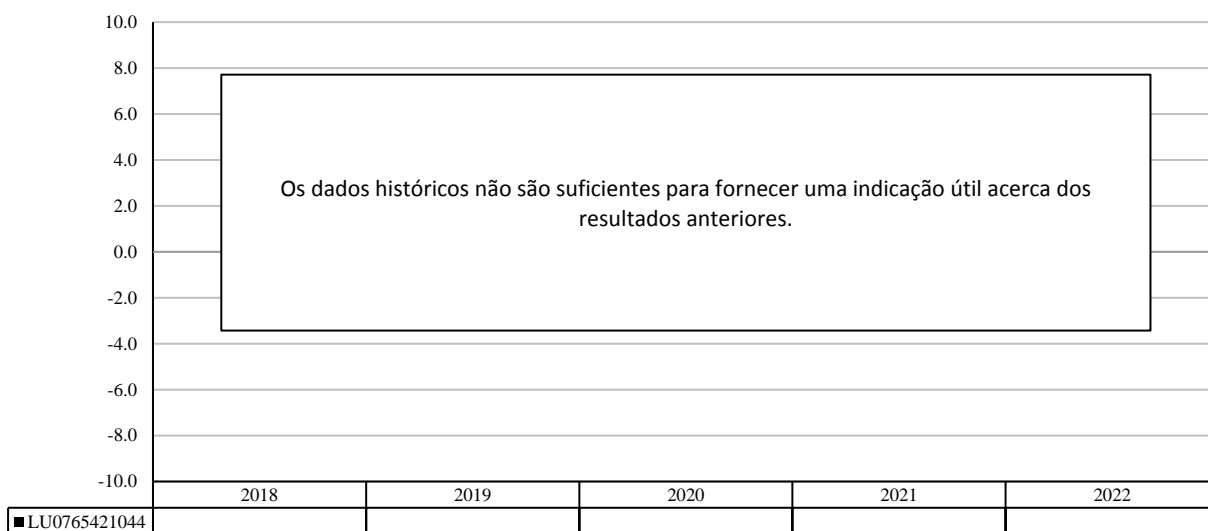 10.0
8.0
6.0
4.0
2.0
0.0
-2.0
-4.0
-6.0
-8.0
-10.0
Os dados históricos não são suficientes para fornecer uma indicação útil acerca dos
resultados anteriores.
2018 2019 2020 2021 2022
LU0765421044